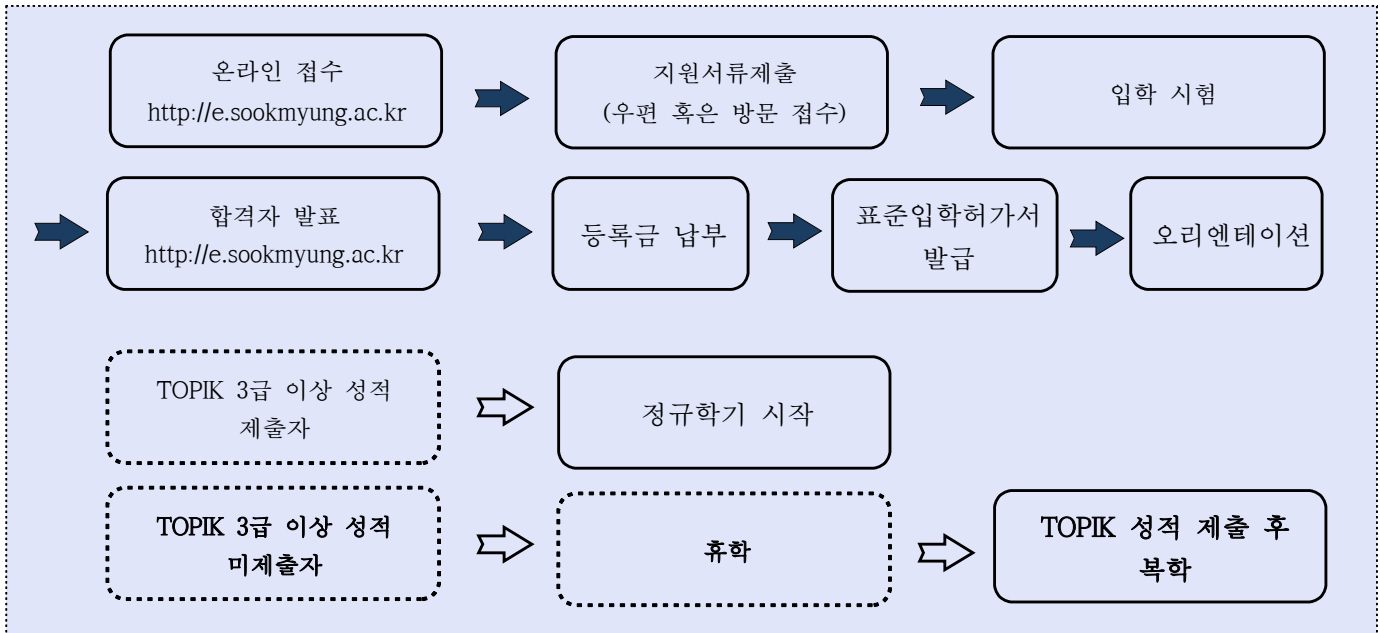 온라인 접수
http://e.sookmyung.ac.kr
지원서류제출
(우편 혹은 방문 접수)
입학 시험
합격자 발표
http://e.sookmyung.ac.kr
등록금 납부
표준입학허가서
발급
오리엔테이션
TOPIK 3급 이상 성적
제출자
정규학기 시작
TOPIK 3급 이상 성적
미제출자
휴학
TOPIK 성적 제출 후
복학